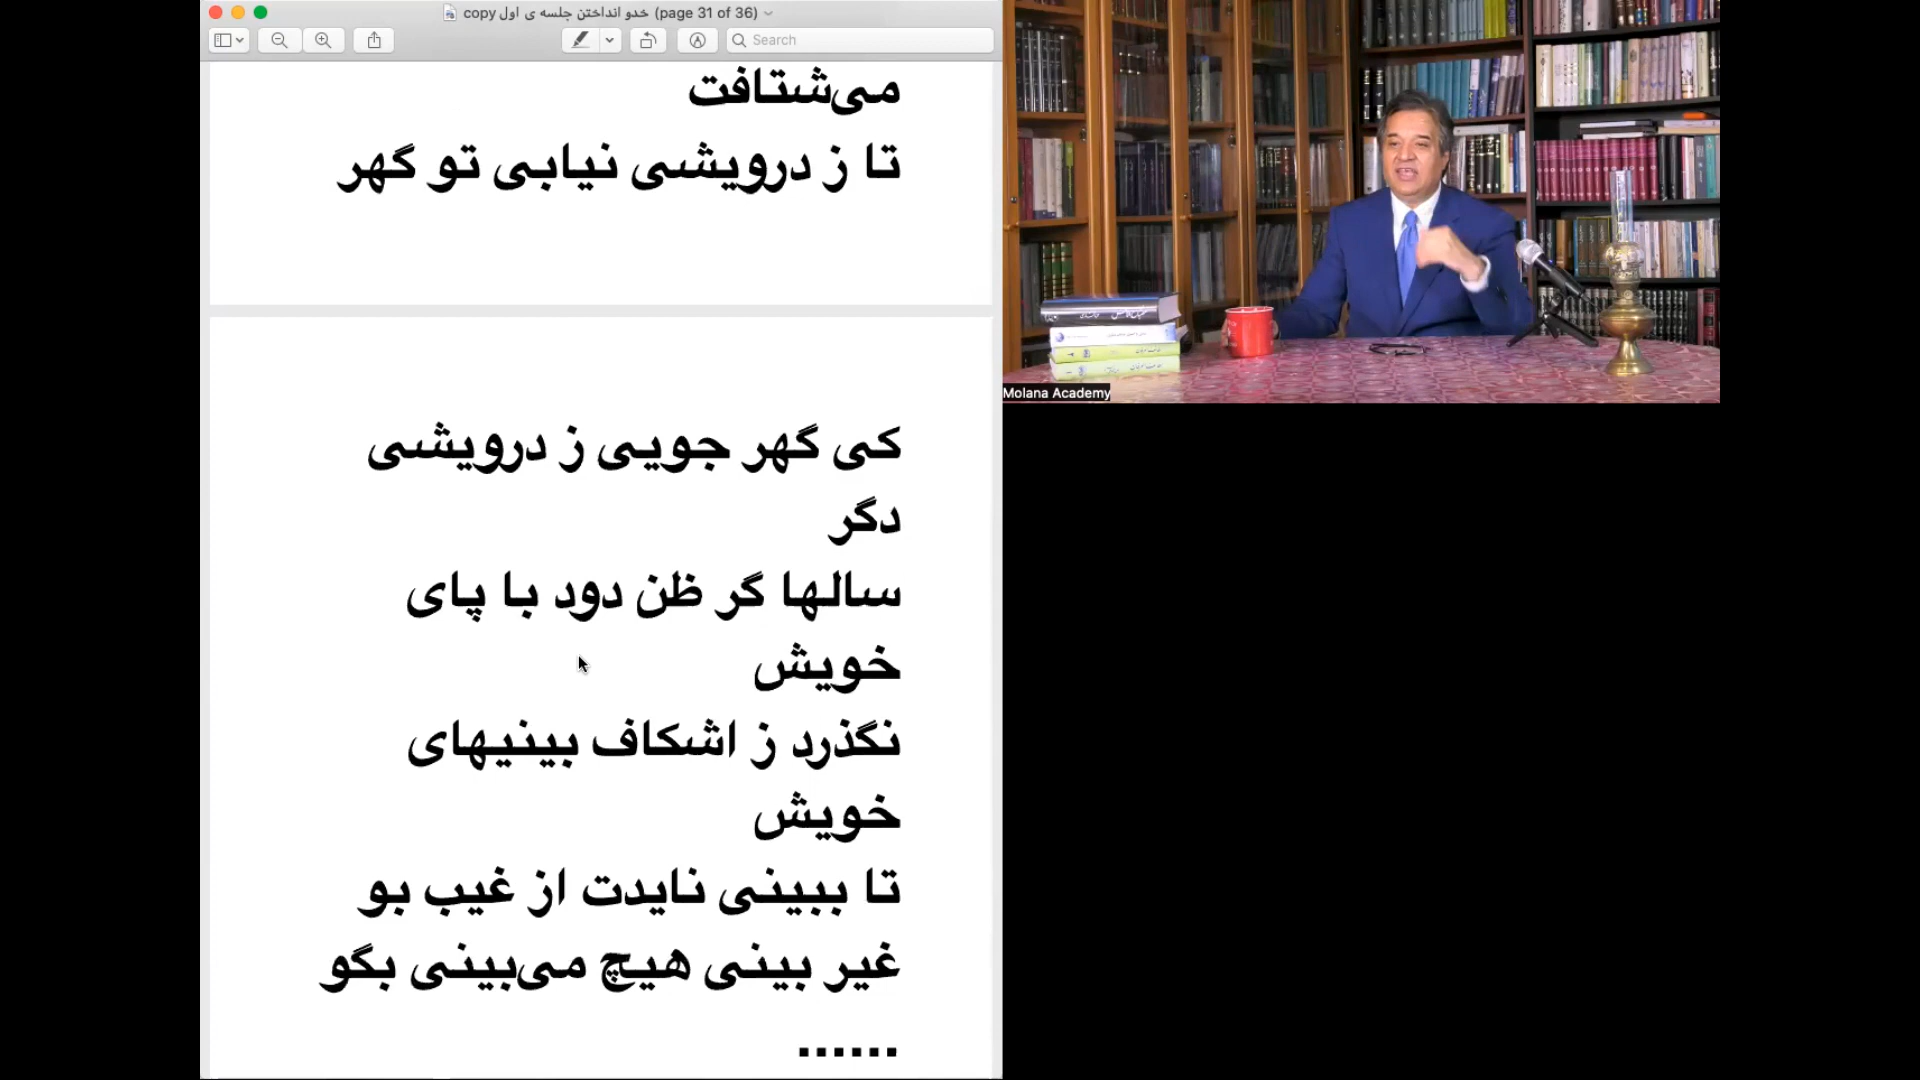 خدو انداختن جلسه ی اول copy (page 31 of 36)
Search
می‌شتافت
تا ز درویشی نیابی تو گهر
کی گهر جویی ز درویشی
دگر
سالها گر ظن دود با پای
خویش
نگذرد ز اشکاف بینیهای
خویش
تا ببینی نایدت از غیب بو
غیر بینی هیچ می‌بینی بگو
......
Molana Academy